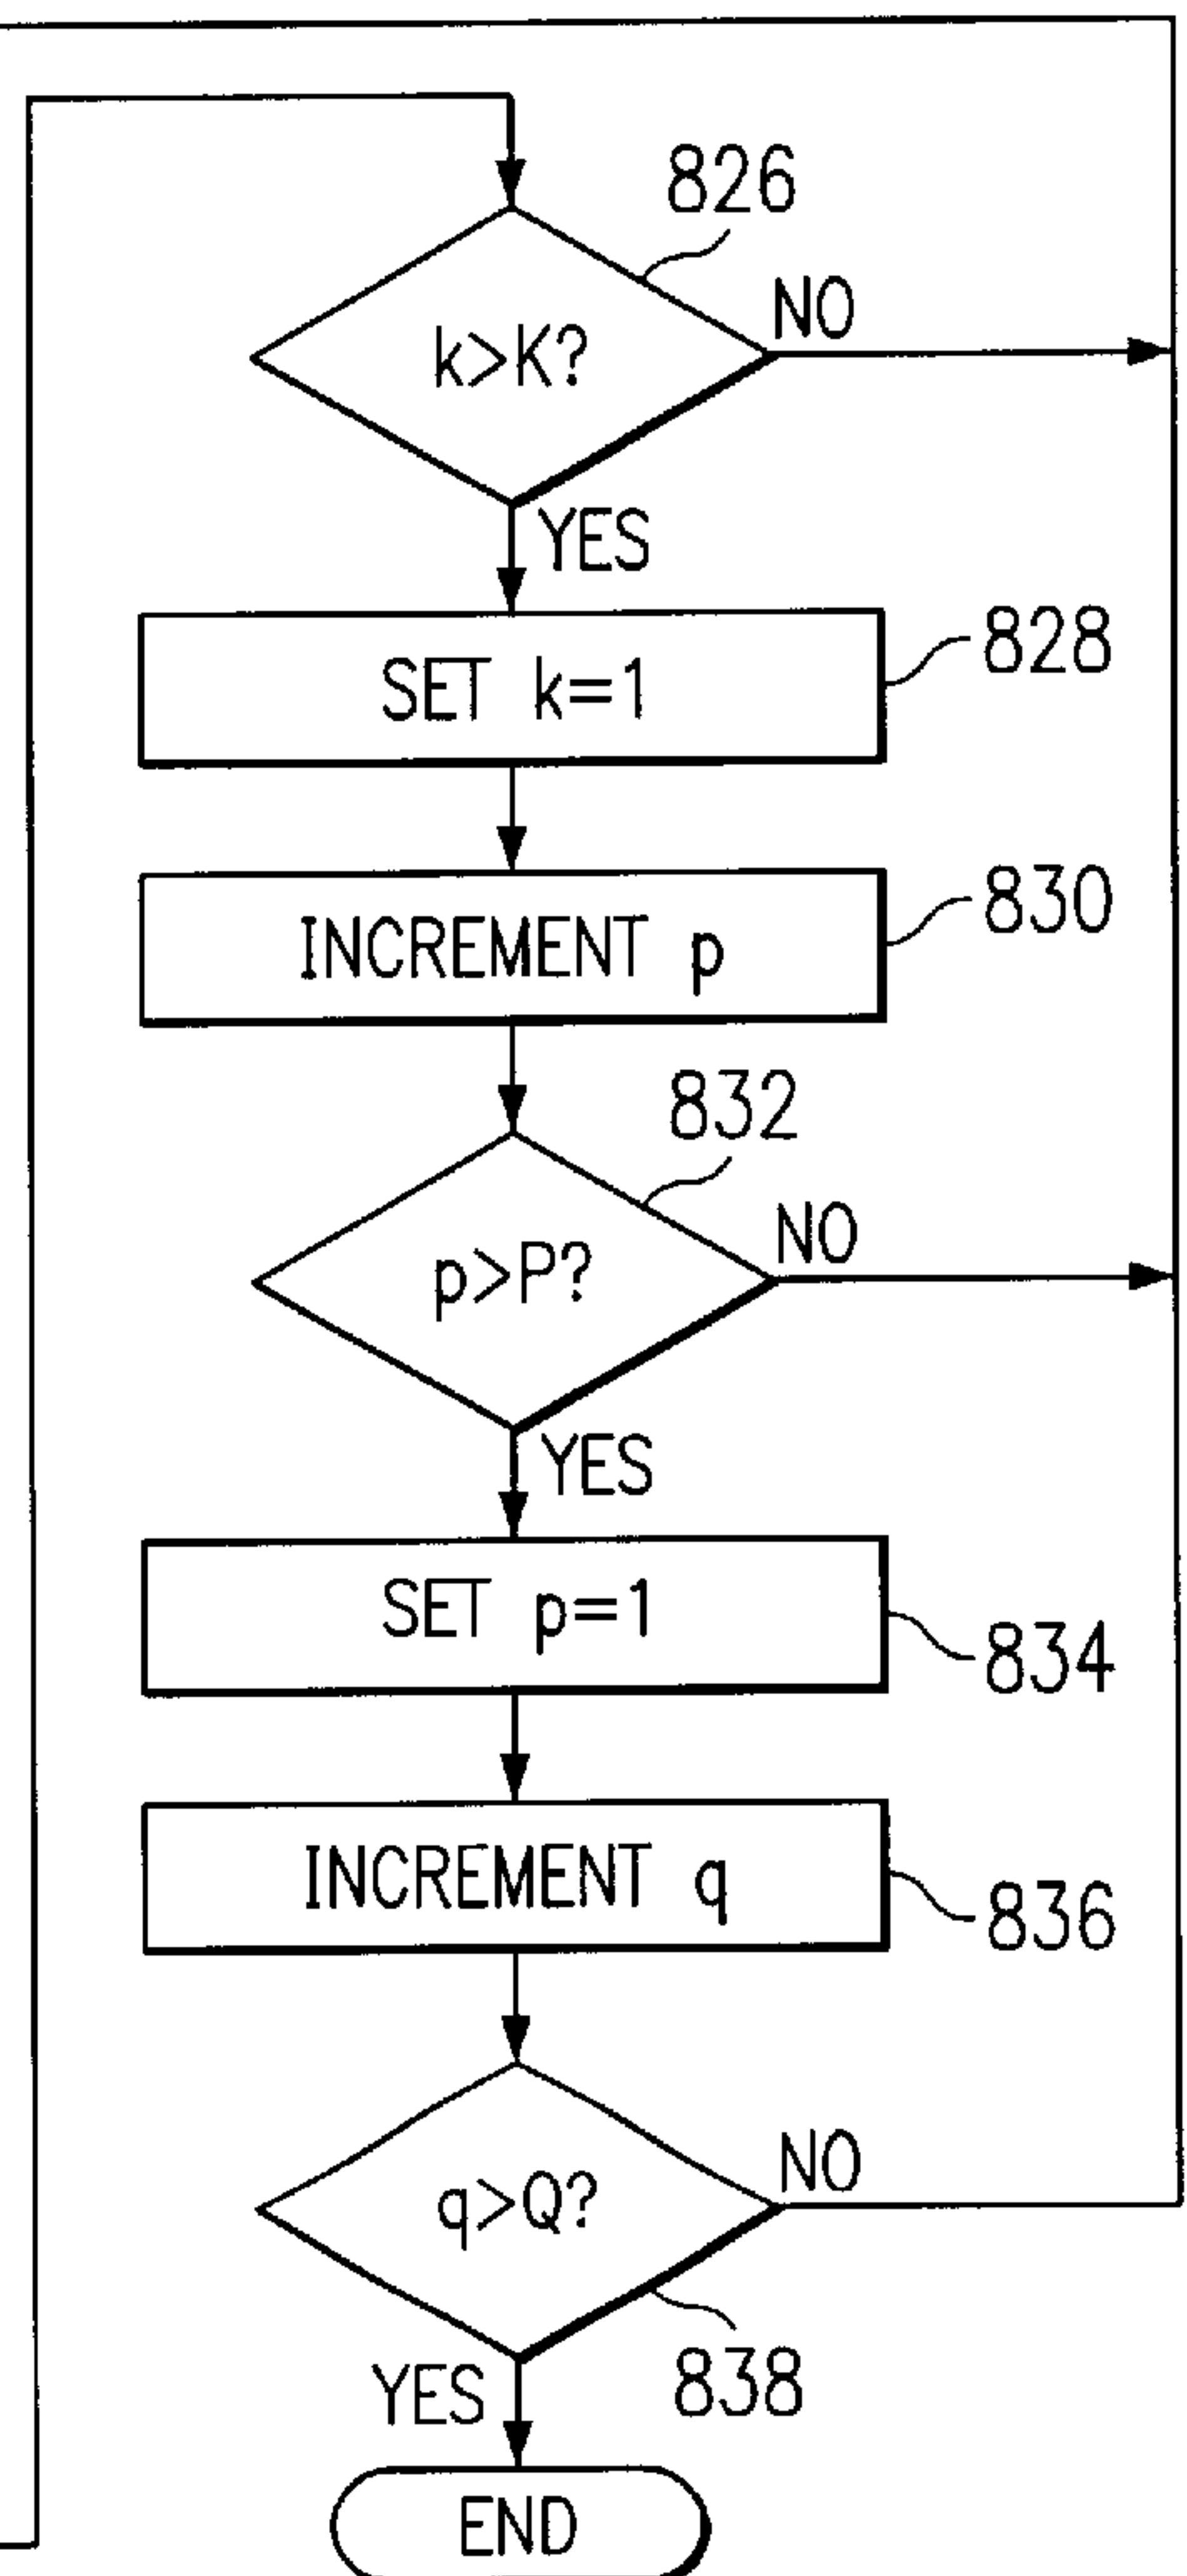 826
k>K?
NO
YES
SET k=1
828
INCREMENT p
830
832
p>P?
NO
YES
SET p=1
834
INCREMENT q
836
q>Q?
NO
838
YES
END